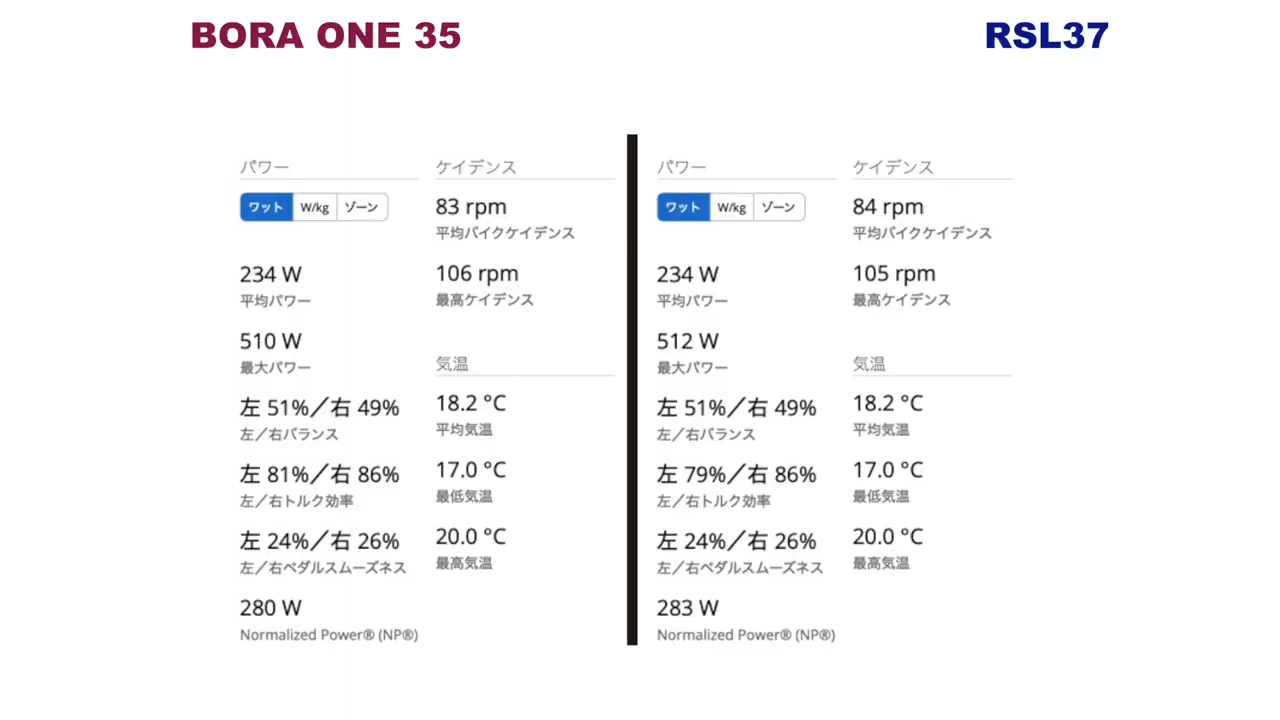 BORA ONE 35
RSL37
パワー
ワット W/kg ゾーン
234 W
平均パワー
510 W
最大パワー
左 51%／右 49%
左／右バランス
左 81%／右 86%
左／右トルク効率
左 24%／右 26%
左／右ペダルスムーズネス
280 W
Normalized Power® (NP®)
ケイデンス
83 rpm
平均バイクケイデンス
106 rpm
最高ケイデンス
気温
18.2 °C
平均気温
17.0 °C
最低気温
20.0 °C
最高気温
パワー
ワット W/kg ゾーン
234 W
平均パワー
512 W
最大パワー
左 51%／右 49%
左／右バランス
左 79%／右 86%
左／右トルク効率
左 24%／右 26%
左／右ペダルスムーズネス
283 W
Normalized Power® (NP®)
ケイデンス
84 rpm
平均バイクケイデンス
105 rpm
最高ケイデンス
気温
18.2 °C
平均気温
17.0 °C
最低気温
20.0 °C
最高気温